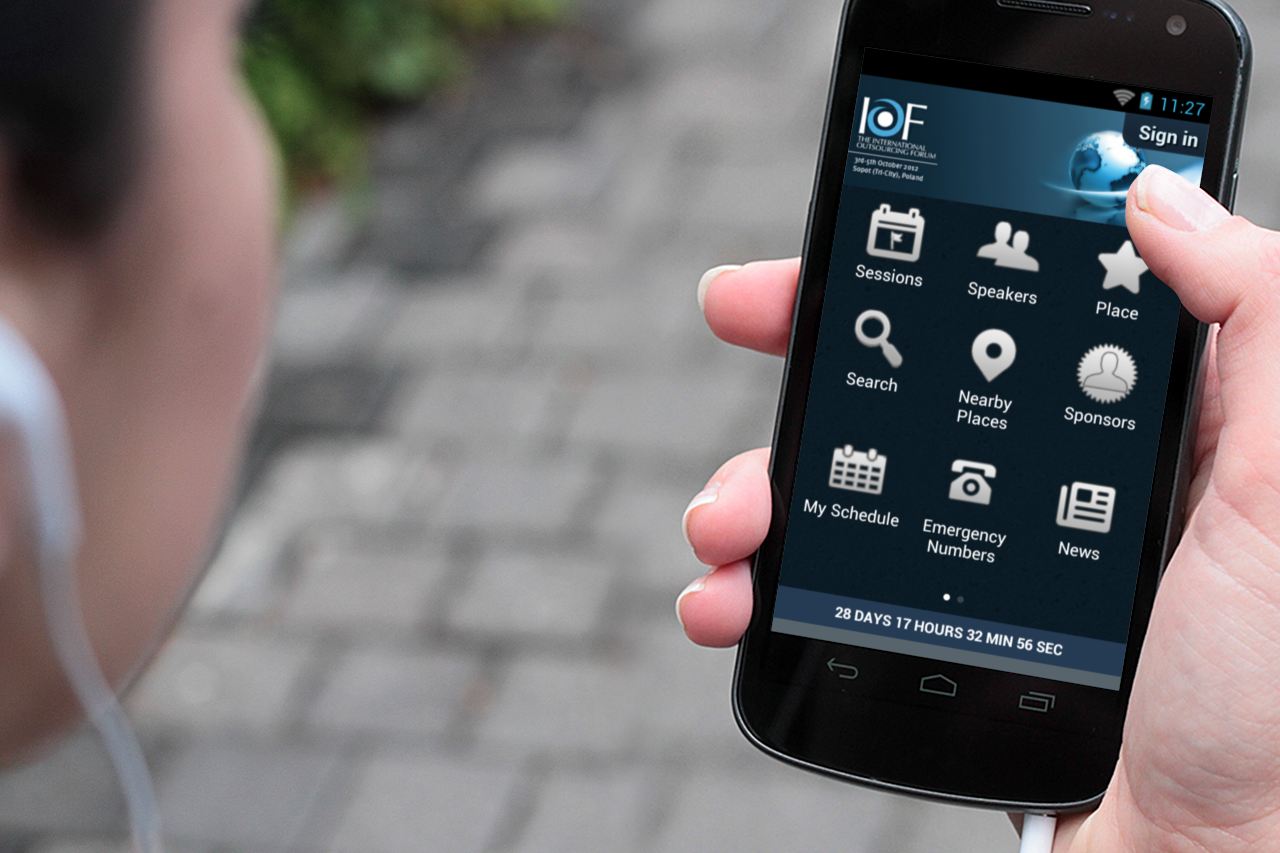 11:27
Sign in
IOF
THE INTERNATIONAL
OUTSOURCING FORUM
3rd-5th October 2012
Sopot (Tri-City), Poland
Sessions
Speakers
Place
Search
Nearby
Places
Sponsors
My Schedule
Emergency
Numbers
News
28 DAYS 17 HOURS 32 MIN 56 SEC